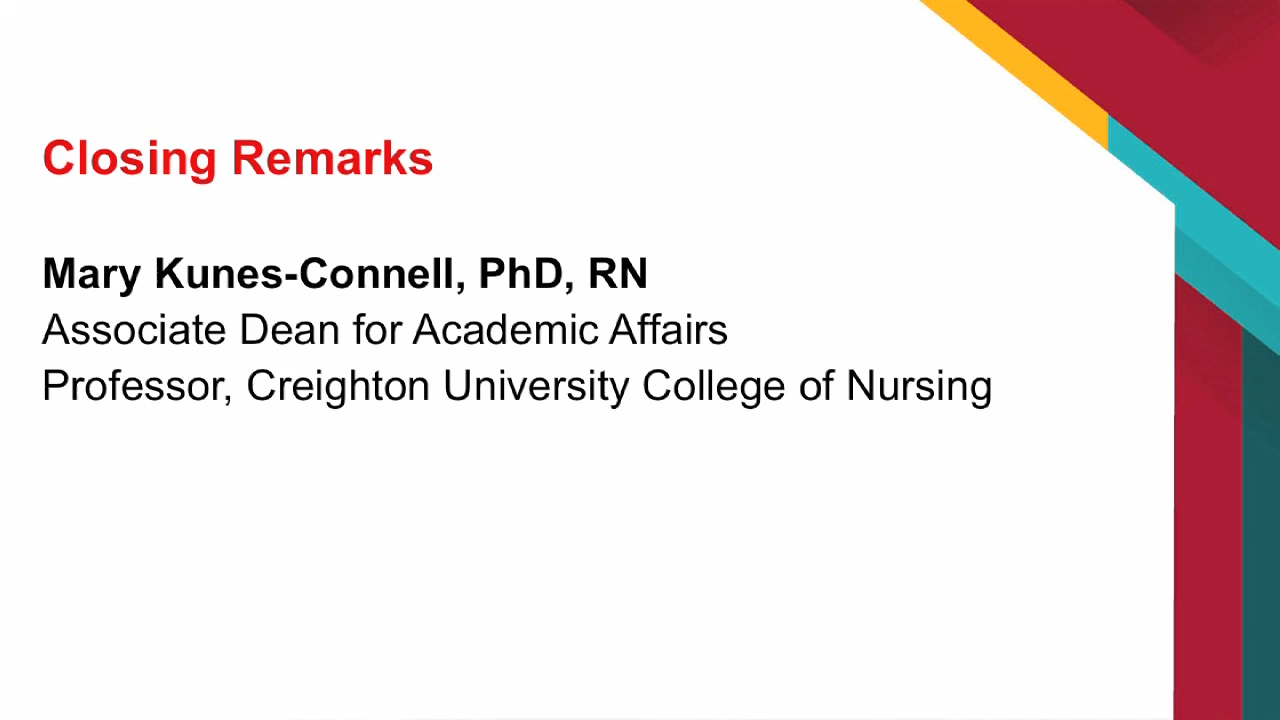 Closing Remarks
Mary Kunes-Connell, PhD, RN
Associate Dean for Academic Affairs
Professor, Creighton University College of Nursing